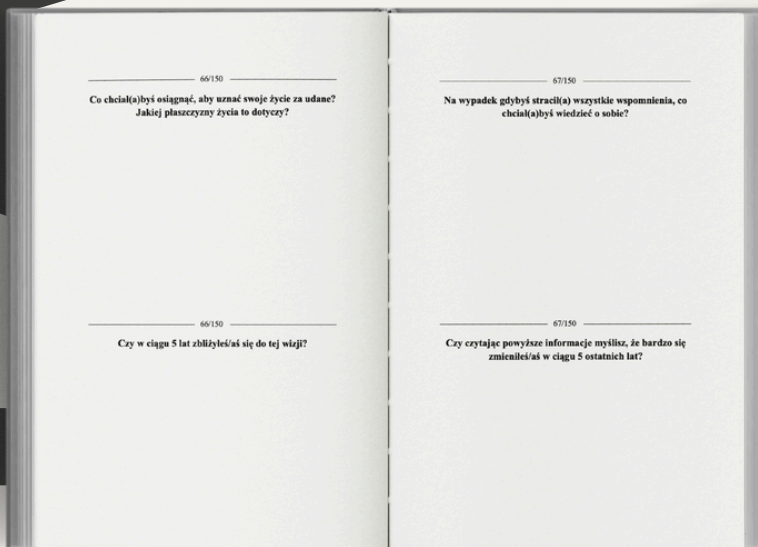 66/150
Co chciał(a)byś osiągnąć, aby uznać swoje życie za udane?
Jakiej płaszczyzny życia to dotyczy?
66/150
Czy w ciągu 5 lat zbliżyłeś/aś się do tej wizji?
67/150
Na wypadek gdybyś stracił(a) wszystkie wspomnienia, co
chciał(a)byś wiedzieć o sobie?
67/150
Czy czytając powyższe informacje myślisz, że bardzo się
zmieniłeś/aś w ciągu 5 ostatnich lat?